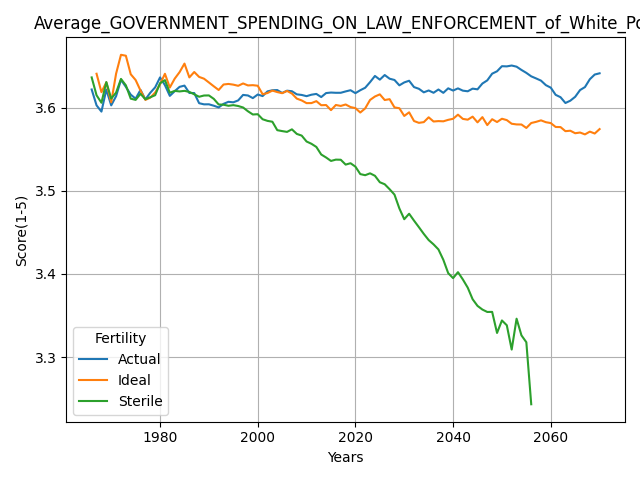 Average_GOVERNMENT_SPENDING_ON_LAW_ENFORCEMENT_of_White_Po
Score(1-5)
3.6
3.5
3.4
3.3
Fertility
Actual
Ideal
Sterile
1980 2000 2020 2040 2060
Years